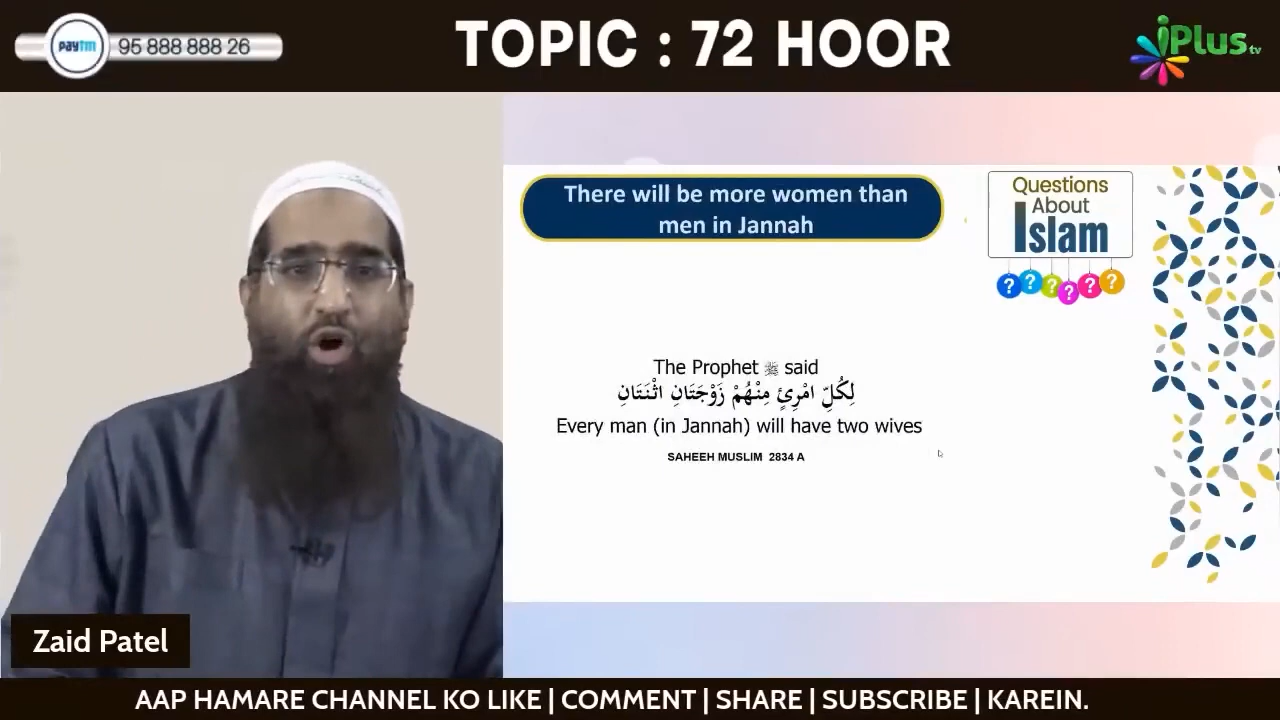 paytm 95 888 888 26
TOPIC : 72 HOOR
iPlus tv
There will be more women than
men in Jannah
Questions
About
Islam
? ? ? ? ? ?
The Prophet ﷺ said
لِكُلِّ امْرِئٍ مِنْهُمْ زَوْجَتَانِ اثْنَتَانِ
Every man (in Jannah) will have two wives
SAHEEH MUSLIM 2834 A
Zaid Patel
AAP HAMARE CHANNEL KO LIKE | COMMENT | SHARE | SUBSCRIBE | KAREIN.